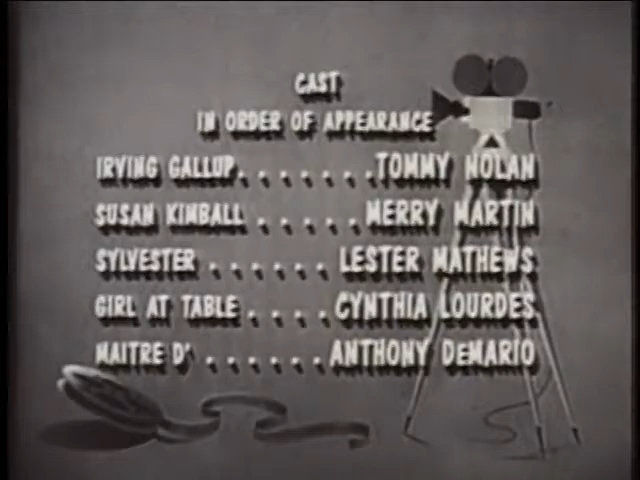 CAST
IN ORDER OF APPEARANCE
IRVING GALLUP.......TOMMY NOLAN
SUSAN KIMBALL.....MERRY MARTIN
SYLVESTER......LESTER MATHEWS
GIRL AT TABLE....CYNTHIA LOURDES
MAITRE D'......ANTHONY DeMARIO